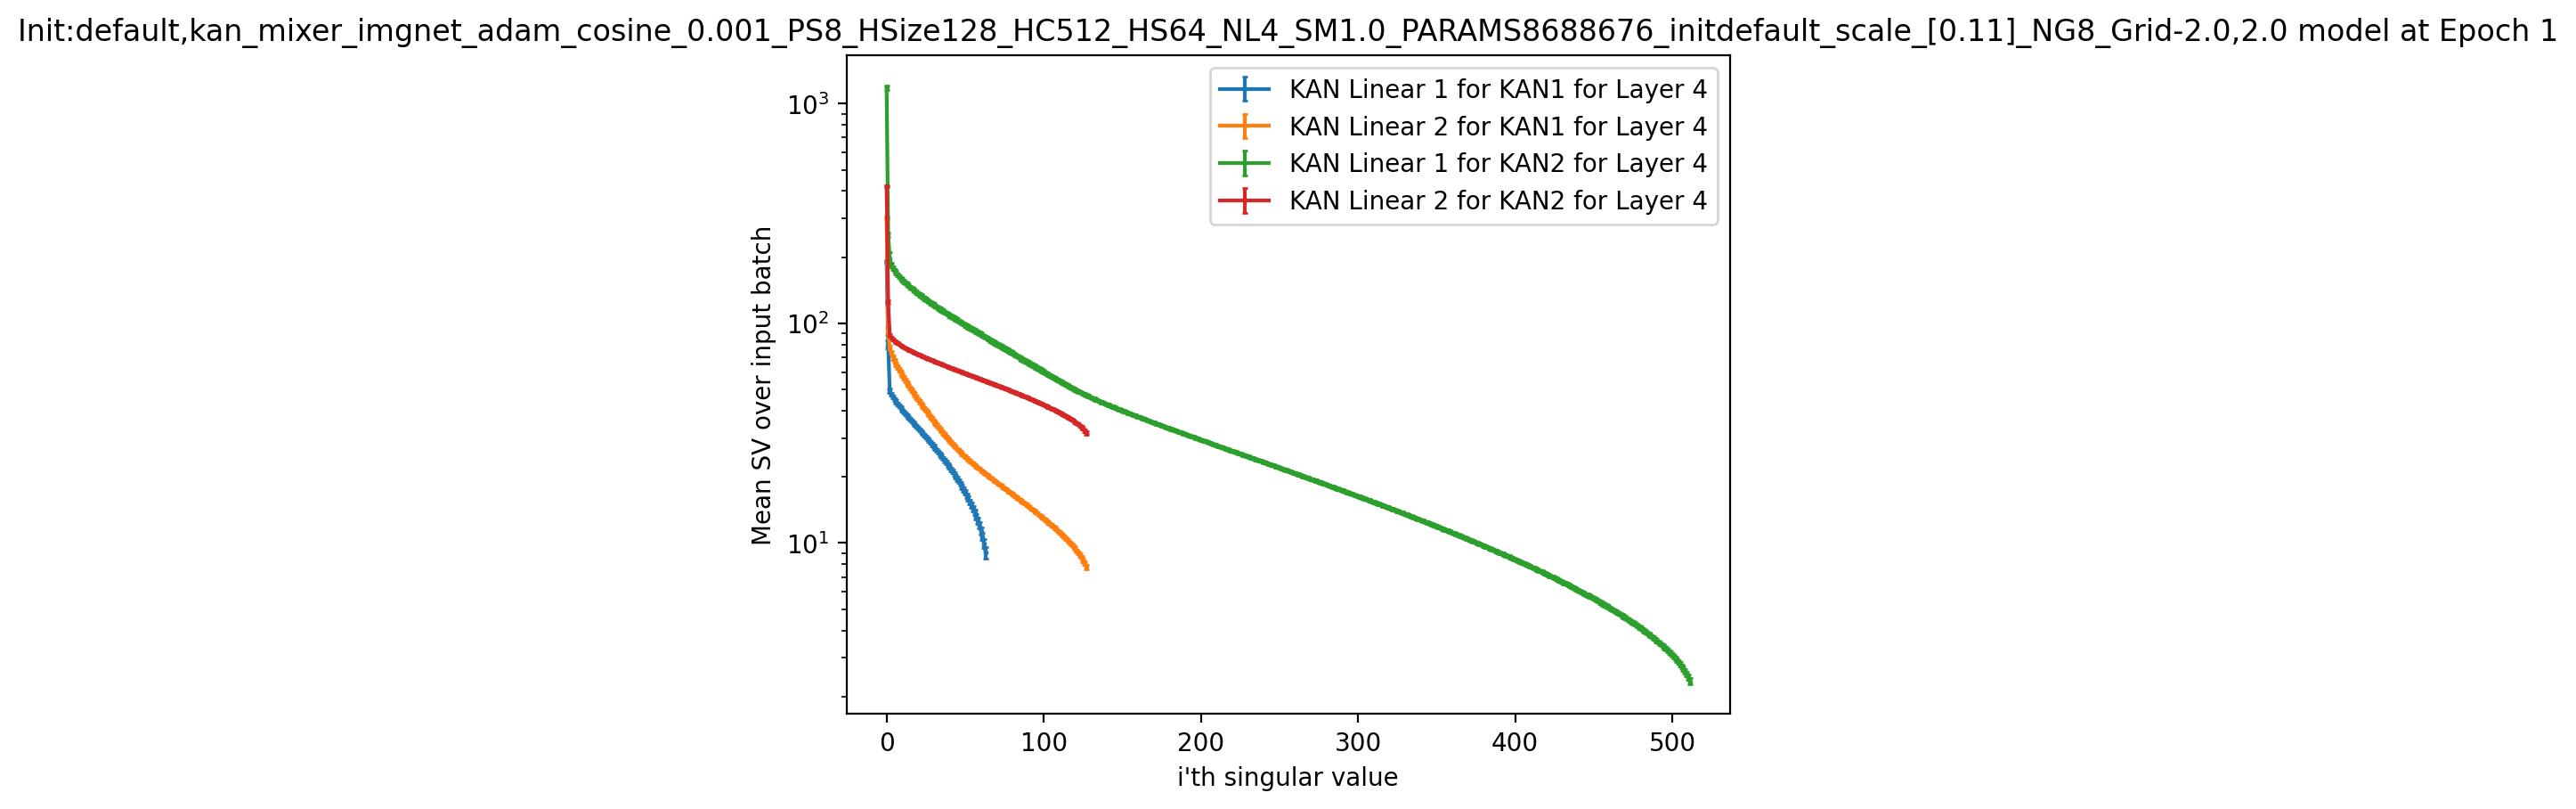 Init:default,kan_mixer_imgnet_adam_cosine_0.001_PS8_HSize128_HC512_HS64_NL4_SM1.0_PARAMS8688676_initdefault_scale_[0.11]_NG8_Grid-2.0,2.0 model at Epoch 1
KAN Linear 1 for KAN1 for Layer 4
KAN Linear 2 for KAN1 for Layer 4
KAN Linear 1 for KAN2 for Layer 4
KAN Linear 2 for KAN2 for Layer 4
Mean SV over input batch
10³
10²
10¹
0 100 200 300 400 500
i'th singular value